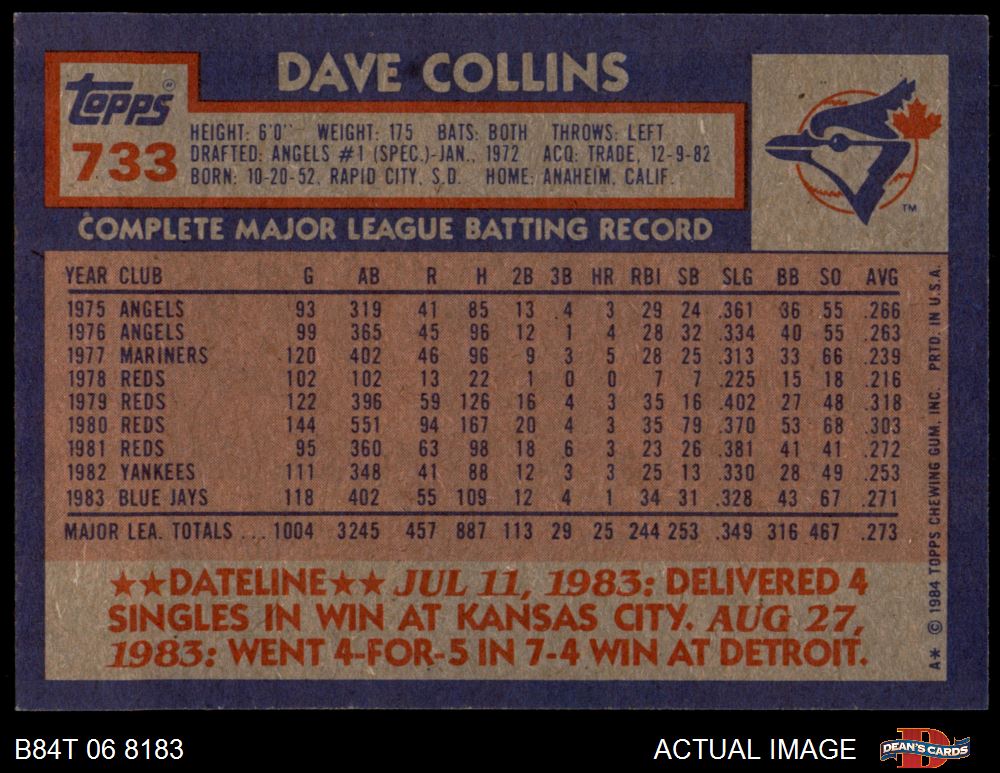 DAVE COLLINS
topps®
733
HEIGHT: 6'0" WEIGHT: 175 BATS: BOTH THROWS: LEFT
DRAFTED: ANGELS #1 (SPEC.)-JAN., 1972 ACQ: TRADE, 12-9-82
BORN: 10-20-52, RAPID CITY, S.D. HOME: ANAHEIM, CALIF.
TM
COMPLETE MAJOR LEAGUE BATTING RECORD
YEAR CLUB G AB R H 2B 3B HR RBI SB SLG BB SO AVG
1975 ANGELS 93 319 41 85 13 4 3 29 24 .361 36 55 .266
1976 ANGELS 99 365 45 96 12 1 4 28 32 .334 40 55 .263
1977 MARINERS 120 402 46 96 9 3 5 28 25 .313 33 66 .239
1978 REDS 102 102 13 22 1 0 0 7 7 .225 15 18 .216
1979 REDS 122 396 59 126 16 4 3 35 16 .402 27 48 .318
1980 REDS 144 551 94 167 20 4 3 35 79 .370 53 68 .303
1981 REDS 95 360 63 98 18 6 3 23 26 .381 41 41 .272
1982 YANKEES 111 348 41 88 12 3 3 25 13 .330 28 49 .253
1983 BLUE JAYS 118 402 55 109 12 4 1 34 31 .328 43 67 .271
MAJOR LEA. TOTALS ... 1004 3245 457 887 113 29 25 244 253 .349 316 467 .273
★★DATELINE★★ JUL 11, 1983: DELIVERED 4
SINGLES IN WIN AT KANSAS CITY. AUG 27,
1983: WENT 4-FOR-5 IN 7-4 WIN AT DETROIT.
A* © 1984 TOPPS CHEWING GUM, INC. PRTD. IN U.S.A.
B84T 06 8183
ACTUAL IMAGE
DEAN'S CARDS